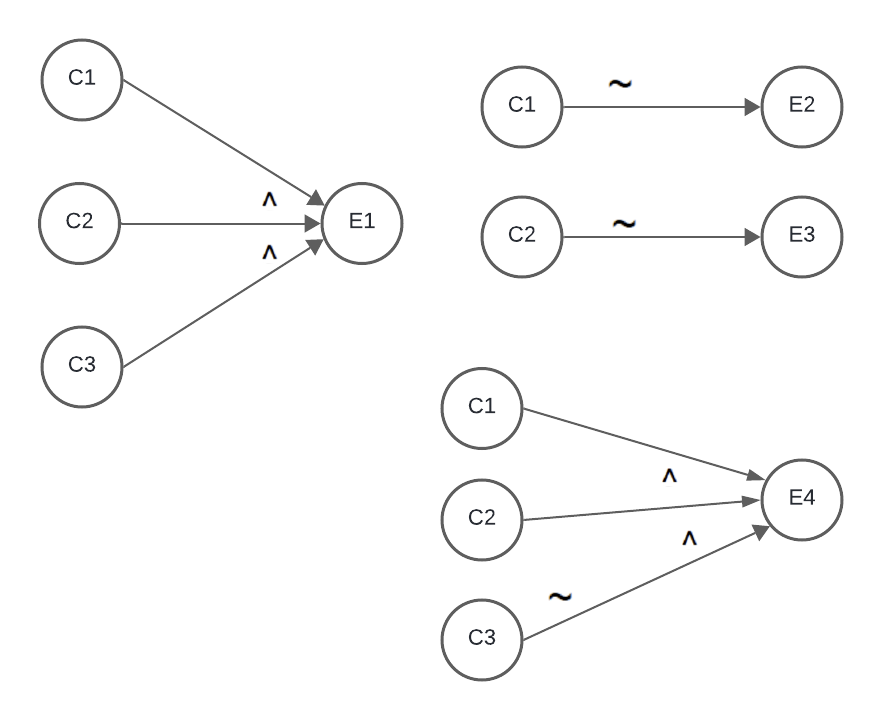 C1
C2
C3
^
^
E1
C1
~
E2
C2
~
E3
C1
C2
C3
^
^
~
E4